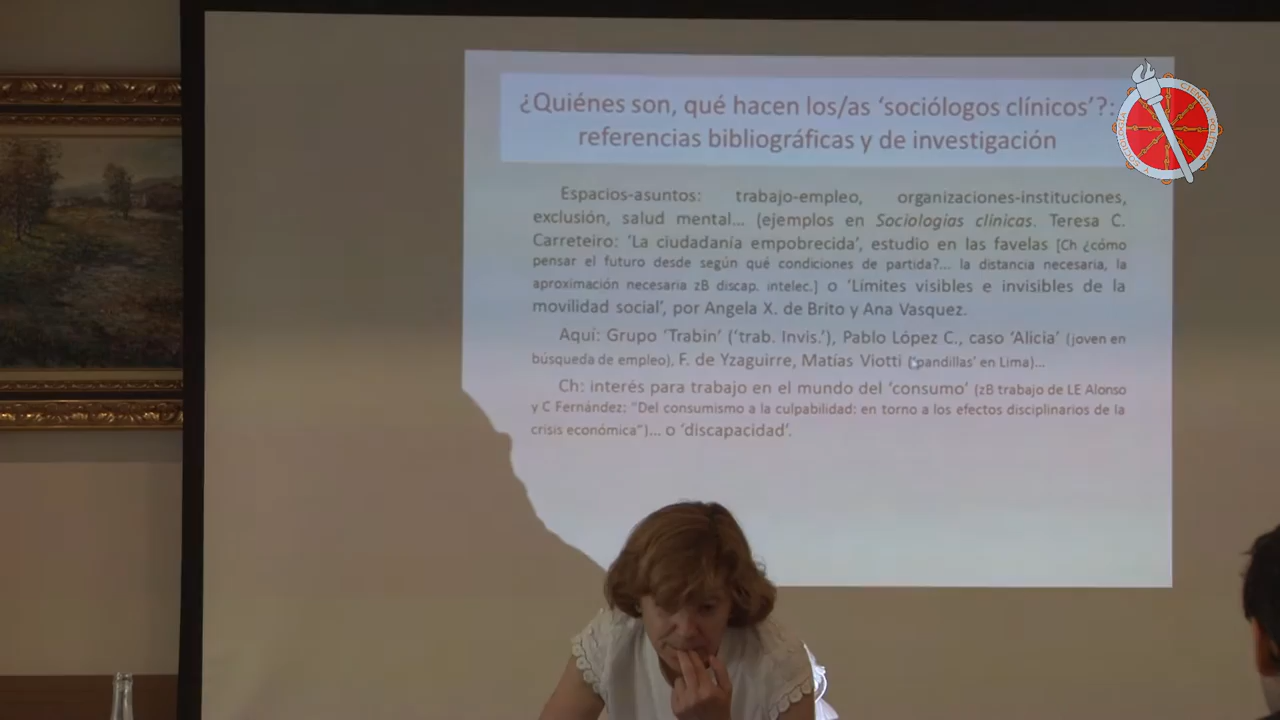 ¿Quiénes son, qué hacen los/as ‘sociólogos clínicos’?:
referencias bibliográficas y de investigación
Espacios-asuntos: trabajo-empleo, organizaciones-instituciones,
exclusión, salud mental... (ejemplos en Sociologías clínicas. Teresa C.
Carreteiro: ‘La ciudadanía empobrecida’, estudio en las favelas [Ch ¿cómo
pensar el futuro desde según qué condiciones de partida?... la distancia necesaria, la
aproximación necesaria zB discap. intelec.] o ‘Límites visibles e invisibles de la
movilidad social’, por Angela X. de Brito y Ana Vasquez.
Aquí: Grupo ‘Trabin’ (‘trab. Invis.’), Pablo López C., caso ‘Alicia’ (joven en
búsqueda de empleo), F. de Yzaguirre, Matías Viotti (‘pandillas’ en Lima)...
Ch: interés para trabajo en el mundo del ‘consumo’ (zB trabajo de LE Alonso
y C Fernández: “Del consumismo a la culpabilidad: en torno a los efectos disciplinarios de la
crisis económica”)... o ‘discapacidad’.
CIENCIA POLÍTICA
Y SOCIOLOGÍA